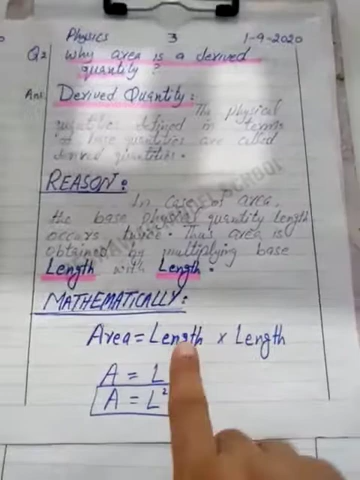 Physics 3 1-9-2020
Q2 Why area is a derived
quantity ?
Ans: Derived Quantity:
The physical
quantities defined in terms
of base quantities are called
derived quantities.
REASON:
In case of area,
the base physical quantity length
occurs twice. Thus area is
obtained by multiplying base
Length with Length.
MATHEMATICALLY:
Area = Length x Length
A = L
A = L²